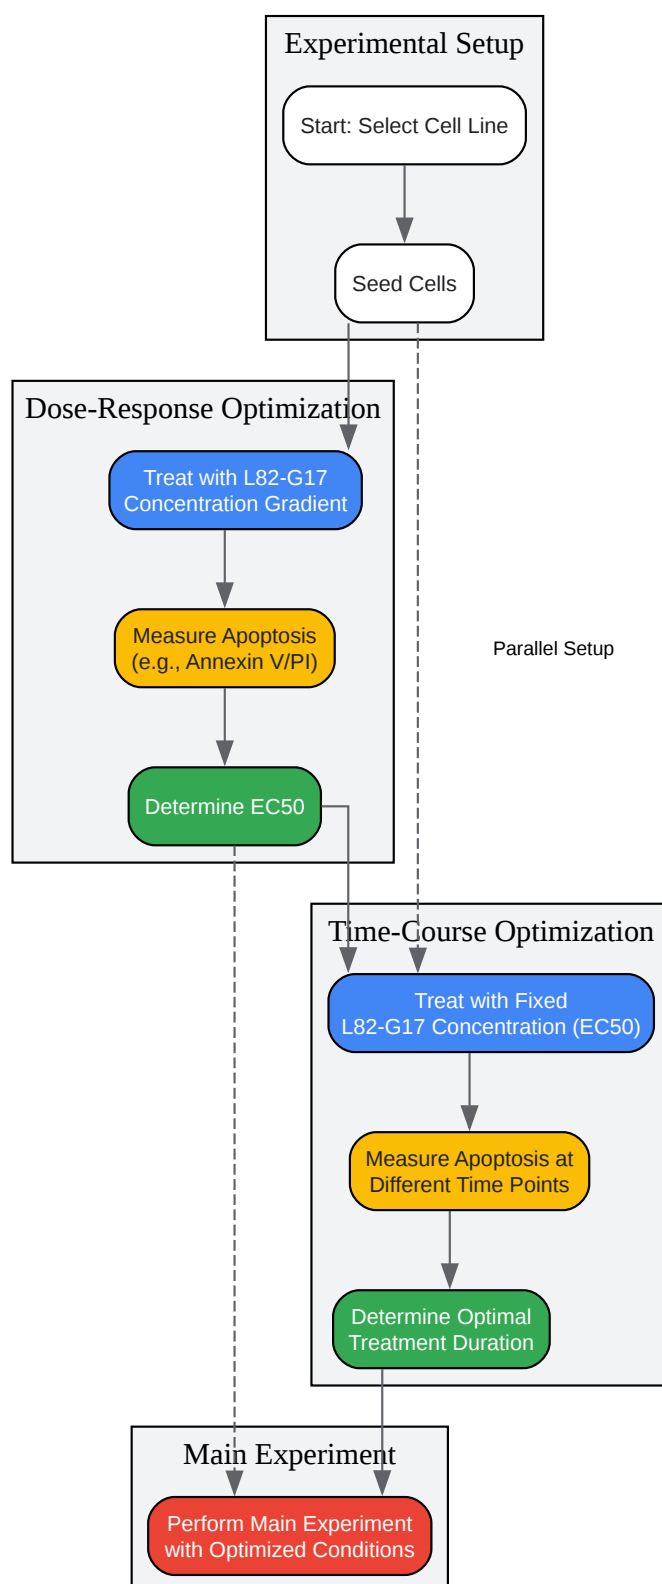 Experimental Setup
Start: Select Cell Line
Seed Cells
Dose-Response Optimization
Treat with L82-G17
Concentration Gradient
Measure Apoptosis
(e.g., Annexin V/PI)
Parallel Setup
Determine EC50
Time-Course Optimization
Treat with Fixed
L82-G17 Concentration (EC50)
Measure Apoptosis at
Different Time Points
Determine Optimal
Treatment Duration
Main Experiment
Perform Main Experiment
with Optimized Conditions